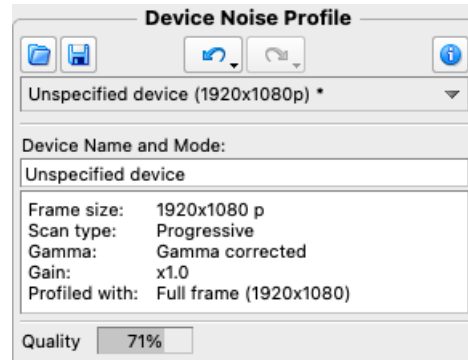 Device Noise Profile
Unspecified device (1920x1080p) *
Device Name and Mode:
Unspecified device
Frame size: 1920x1080 p
Scan type: Progressive
Gamma: Gamma corrected
Gain: x1.0
Profiled with: Full frame (1920x1080)
Quality 71%